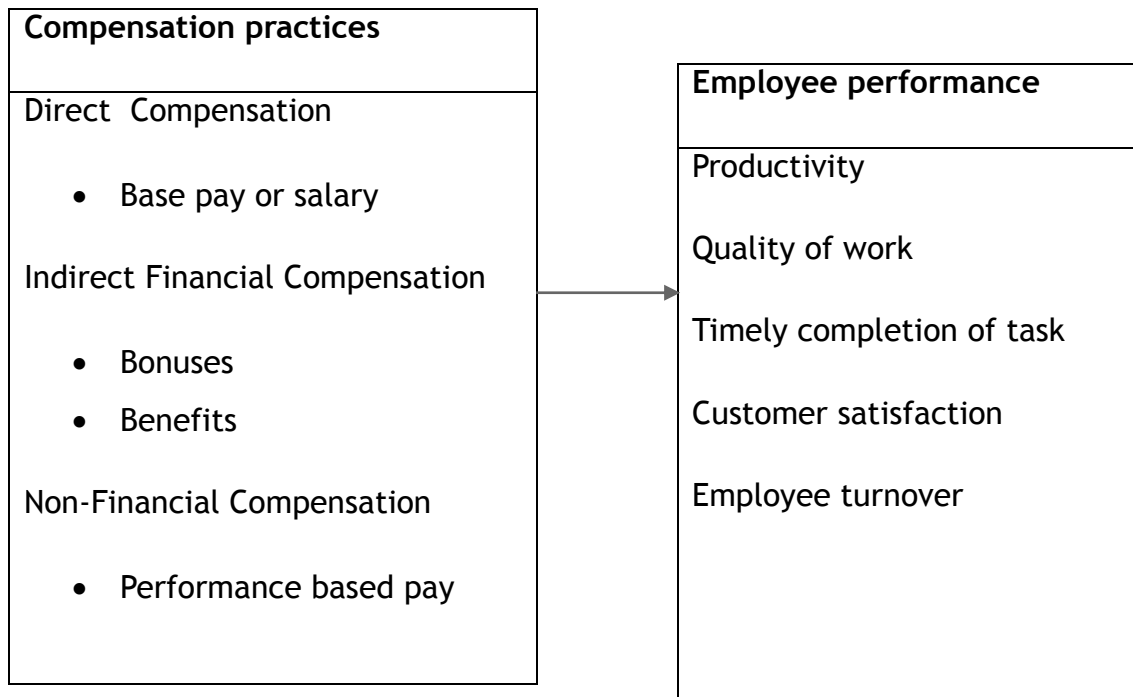 Compensation practices
Direct  Compensation
• Base pay or salary
Indirect Financial Compensation
• Bonuses
• Benefits
Non-Financial Compensation
• Performance based pay
Employee performance
Productivity
Quality of work
Timely completion of task
Customer satisfaction
Employee turnover